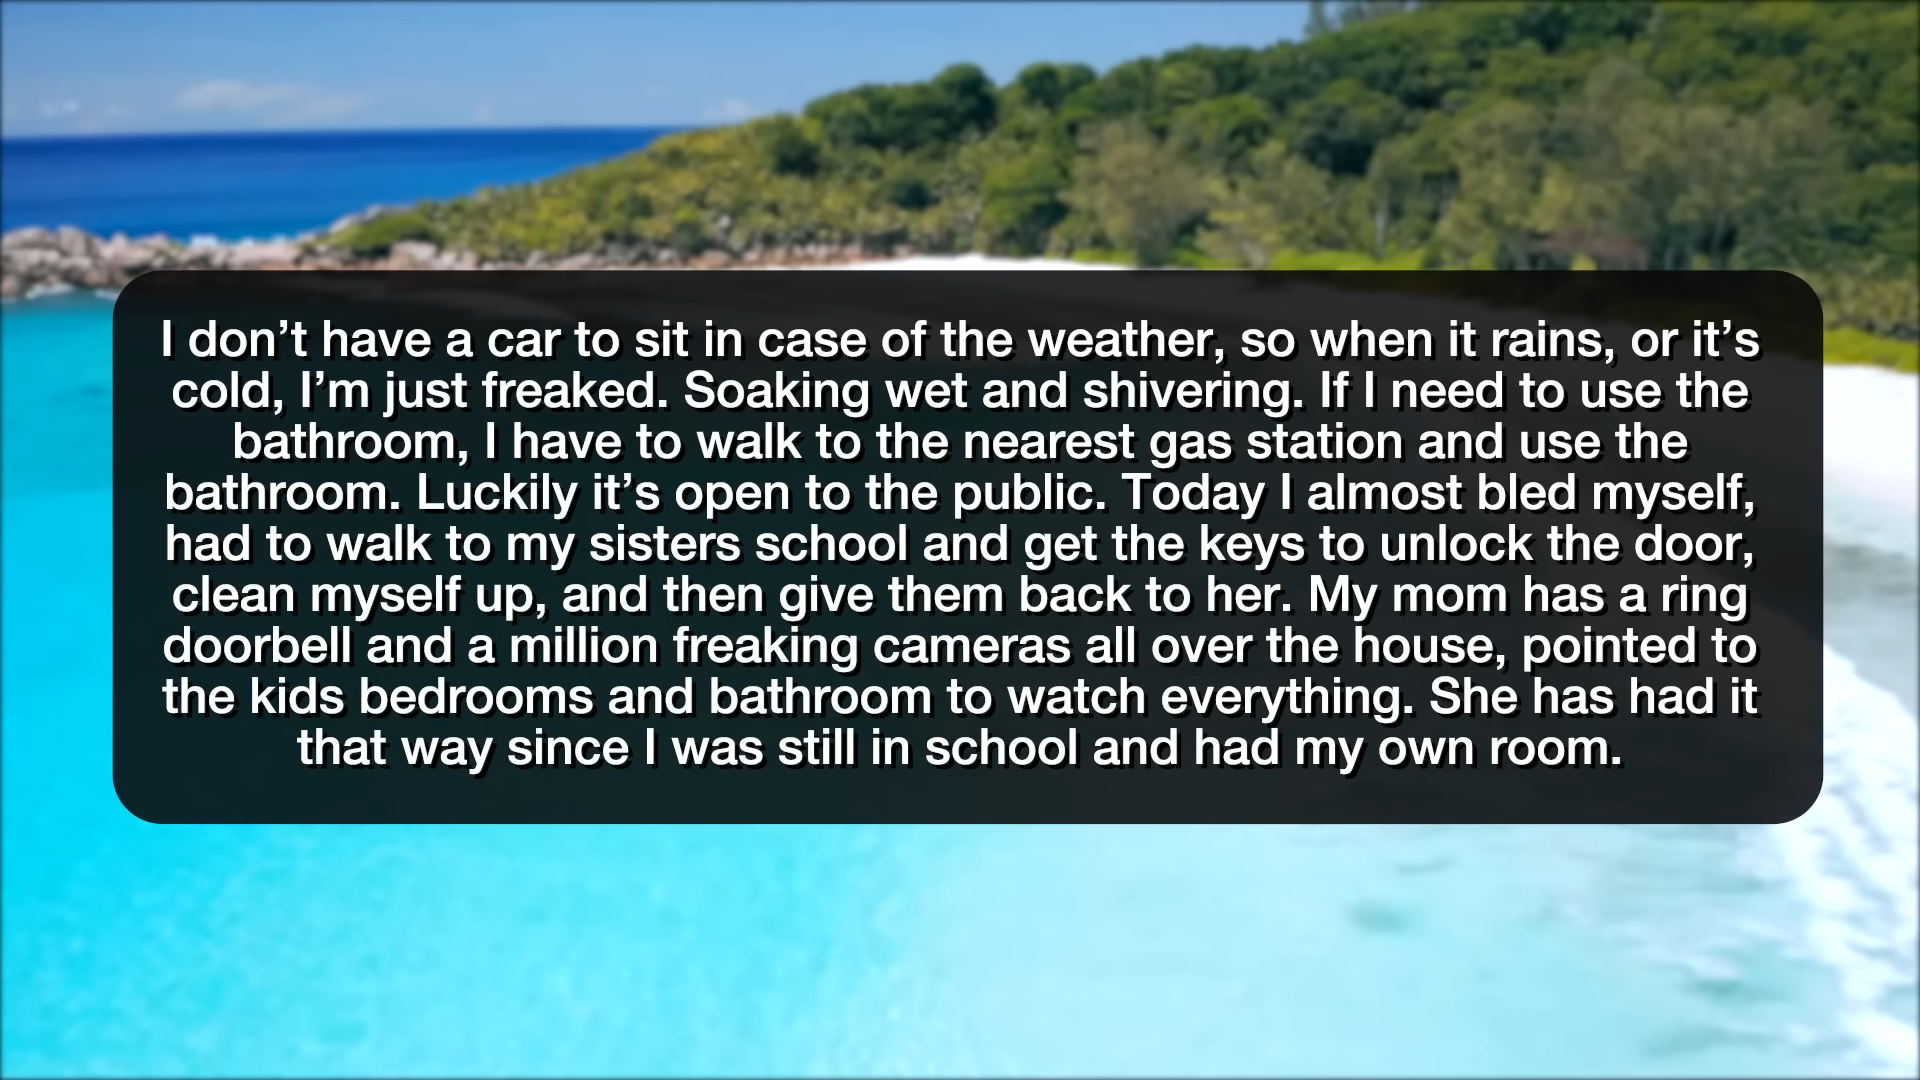 I don’t have a car to sit in case of the weather, so when it rains, or it’s
cold, I’m just freaked. Soaking wet and shivering. If I need to use the
bathroom, I have to walk to the nearest gas station and use the
bathroom. Luckily it’s open to the public. Today I almost bled myself,
had to walk to my sisters school and get the keys to unlock the door,
clean myself up, and then give them back to her. My mom has a ring
doorbell and a million freaking cameras all over the house, pointed to
the kids bedrooms and bathroom to watch everything. She has had it
that way since I was still in school and had my own room.